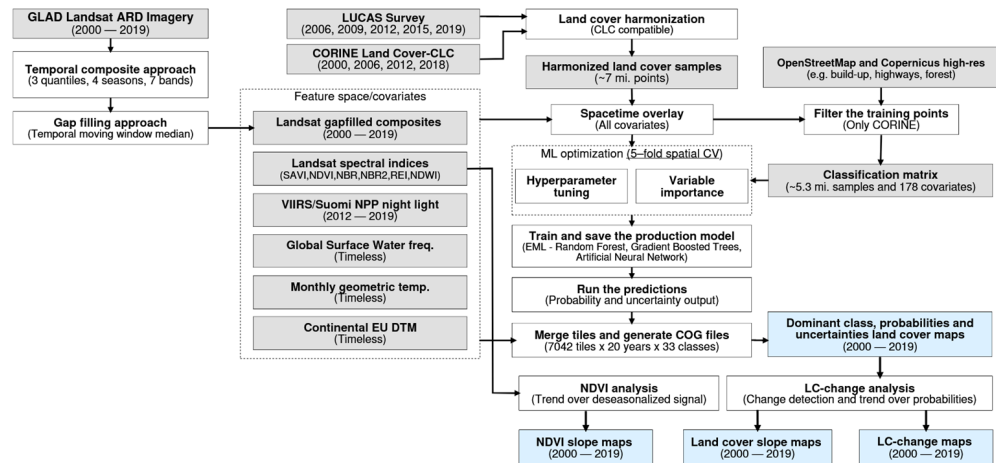 GLAD Landsat ARD Imagery
(2000 — 2019)
Temporal composite approach
(3 quantiles, 4 seasons, 7 bands)
Gap filling approach
(Temporal moving window median)
LUCAS Survey
(2006, 2009, 2012, 2015, 2019)
CORINE Land Cover-CLC
(2000, 2006, 2012, 2018)
Land cover harmonization
(CLC compatible)
Harmonized land cover samples
(~7 mi. points)
OpenStreetMap and Copernicus high-res
(e.g. build-up, highways, forest)
Feature space/covariates
Landsat gapfilled composites
(2000 — 2019)
Landsat spectral indices
(SAVI,NDVI,NBR,NBR2,REI,NDWI)
VIIRS/Suomi NPP night light
(2012 — 2019)
Global Surface Water freq.
(Timeless)
Monthly geometric temp.
(Timeless)
Continental EU DTM
(Timeless)
Spacetime overlay
(All covariates)
Filter the training points
(Only CORINE)
ML optimization (5–fold spatial CV)
Hyperparameter
tuning
Variable
importance
Classification matrix
(~5.3 mi. samples and 178 covariates)
Train and save the production model
(EML - Random Forest, Gradient Boosted Trees,
Artificial Neural Network)
Run the predictions
(Probability and uncertainty output)
Merge tiles and generate COG files
(7042 tiles x 20 years x 33 classes)
Dominant class, probabilities and
uncertainties land cover maps
(2000 — 2019)
NDVI analysis
(Trend over deseasonalized signal)
LC-change analysis
(Change detection and trend over probabilities)
NDVI slope maps
(2000 — 2019)
Land cover slope maps
(2000 — 2019)
LC-change maps
(2000 — 2019)